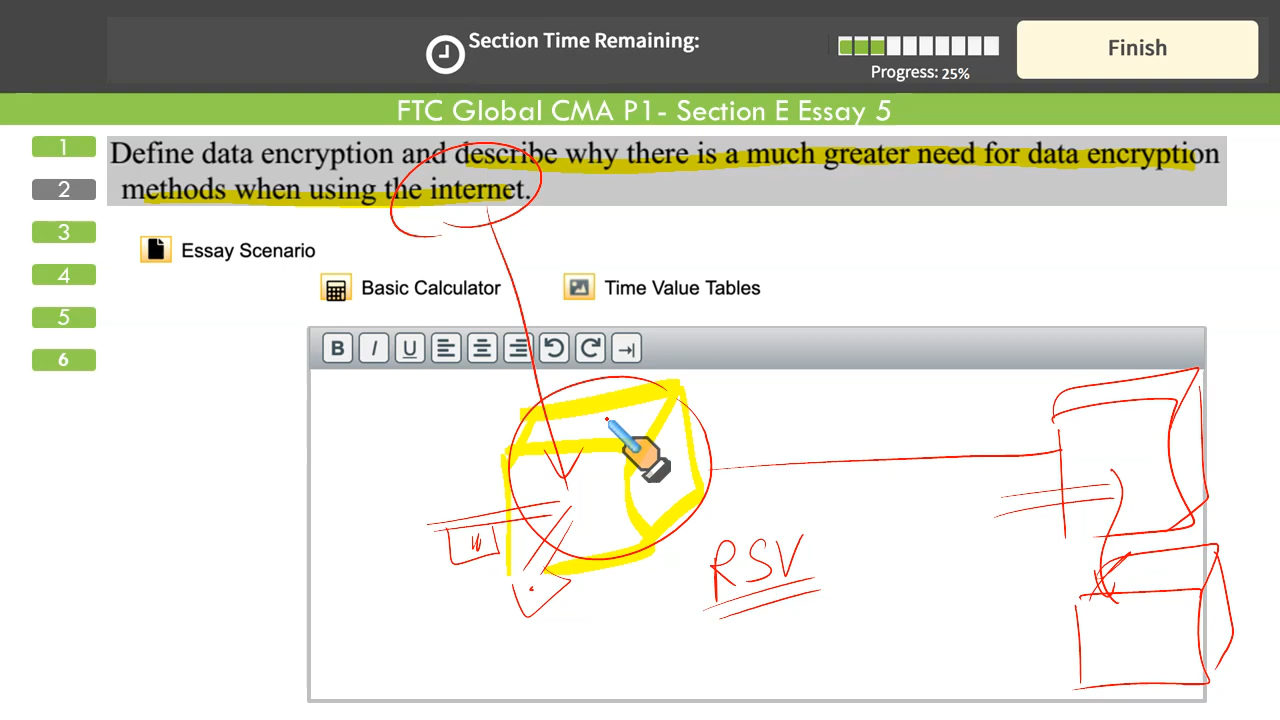 Section Time Remaining:
Progress: 25%
Finish
FTC Global CMA P1- Section E Essay 5
1
2
3
4
5
6
Define data encryption and describe why there is a much greater need for data encryption
methods when using the internet.
Essay Scenario
Basic Calculator
Time Value Tables
B I U
RSV